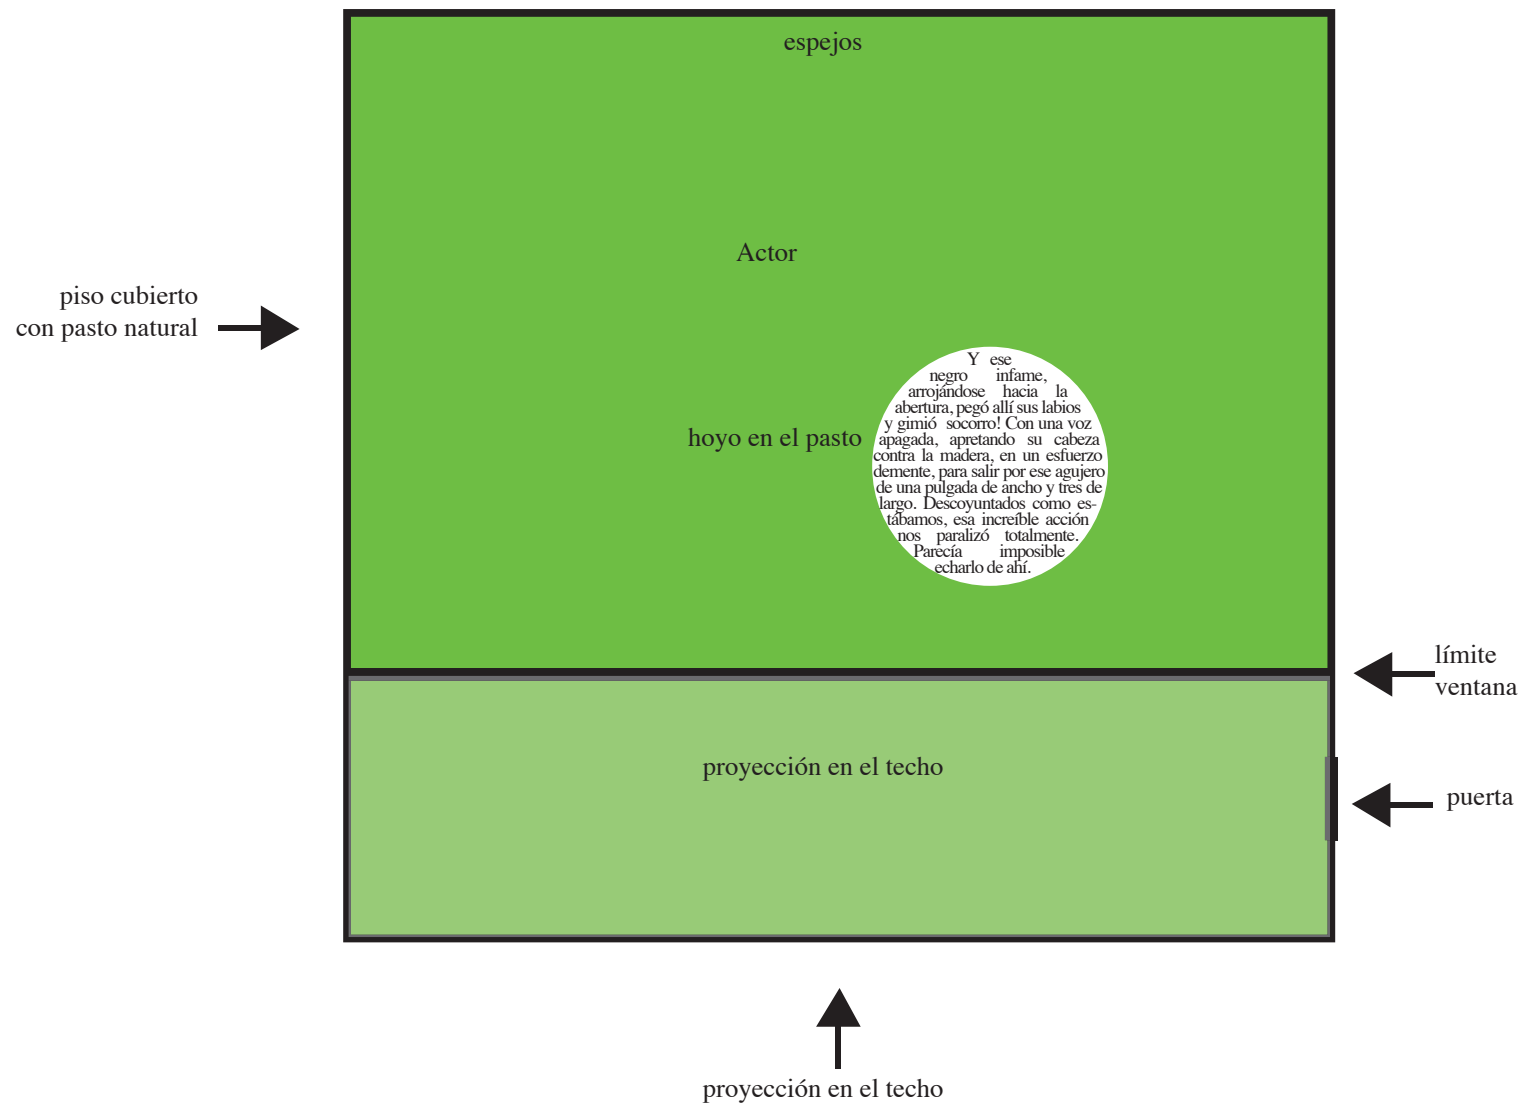 espejos
Actor
piso cubierto
con pasto natural
Y ese
negro infame,
arrojándose hacia la
abertura, pegó allí sus labios
y gimió socorro! Con una voz
apagada, apretando su cabeza
contra la madera, en un esfuerzo
demente, para salir por ese agujero
de una pulgada de ancho y tres de
largo. Descoyuntados como es-
tábamos, esa increíble acción
nos paralizó totalmente.
Parecía imposible
echarlo de ahí.
hoyo en el pasto
límite
ventana
proyección en el techo
puerta
proyección en el techo